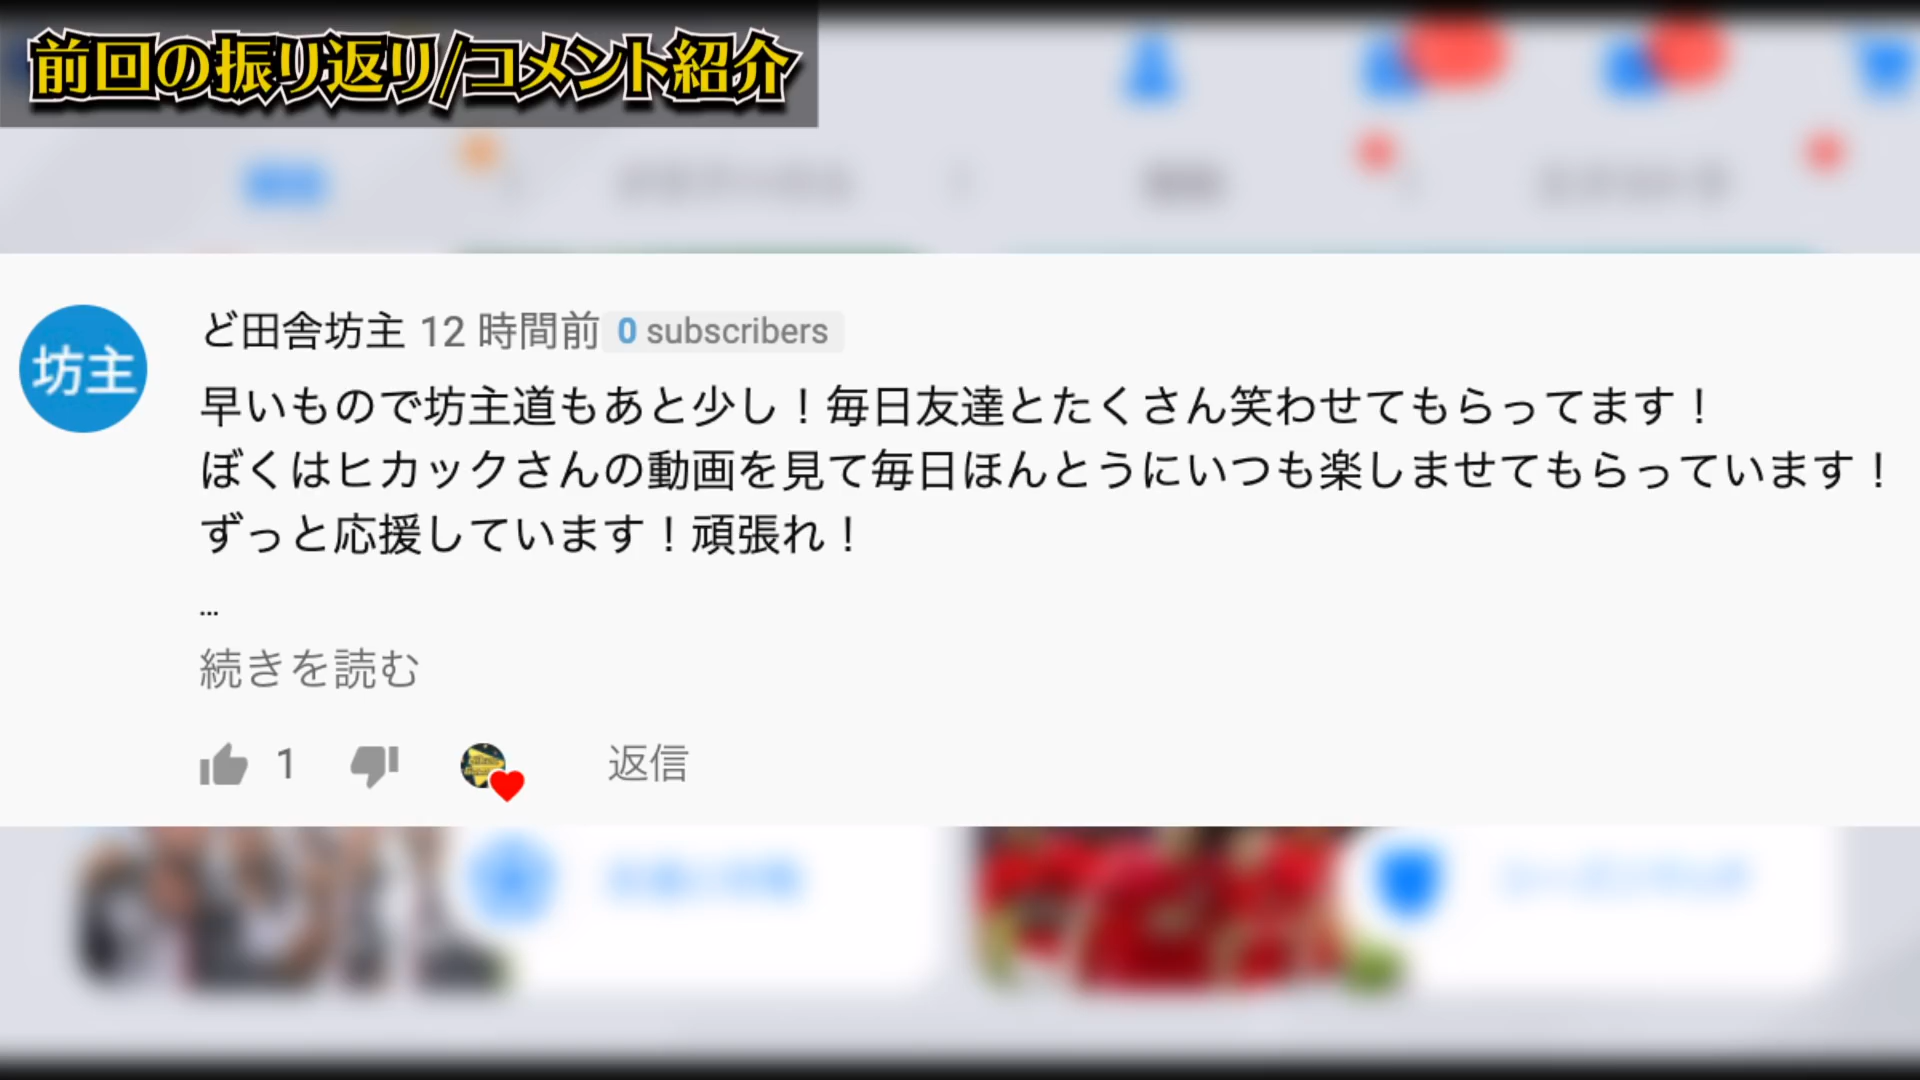 前回の振り返り/コメント紹介
坊主
ど田舎坊主 12 時間前 0 subscribers
早いもので坊主道もあと少し！毎日友達とたくさん笑わせてもらってます！
ぼくはヒカックさんの動画を見て毎日ほんとうにいつも楽しませてもらっています！
ずっと応援しています！頑張れ！
…
続きを読む
1 返信